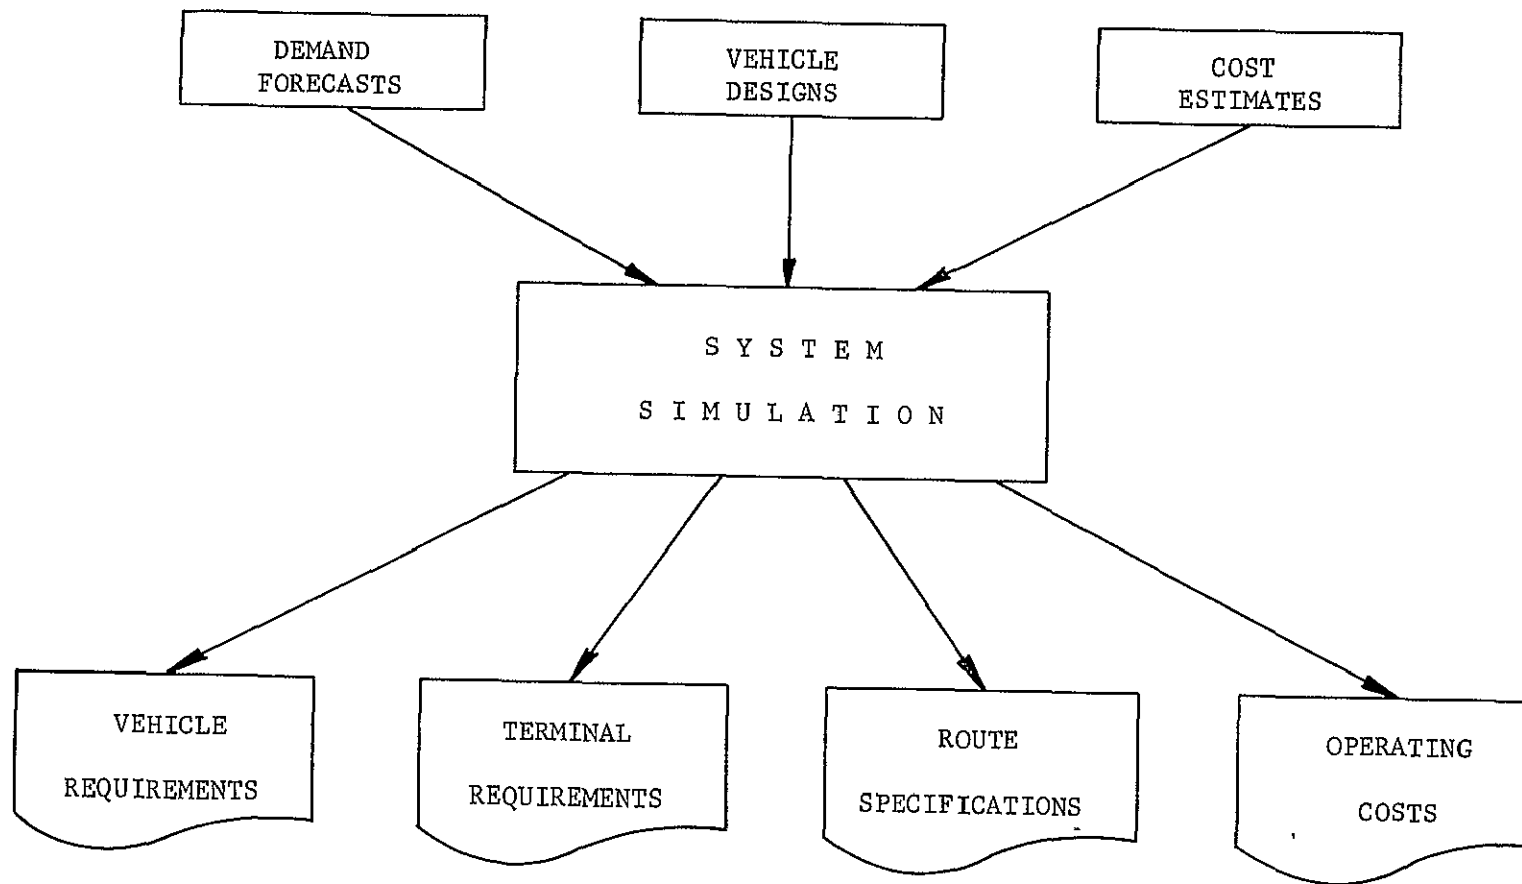 DEMAND
FORECASTS
VEHICLE
DESIGNS
COST
ESTIMATES
S Y S T E M
S I M U L A T I O N
VEHICLE
REQUIREMENTS
TERMINAL
REQUIREMENTS
ROUTE
SPECIFICATIONS
OPERATING
COSTS